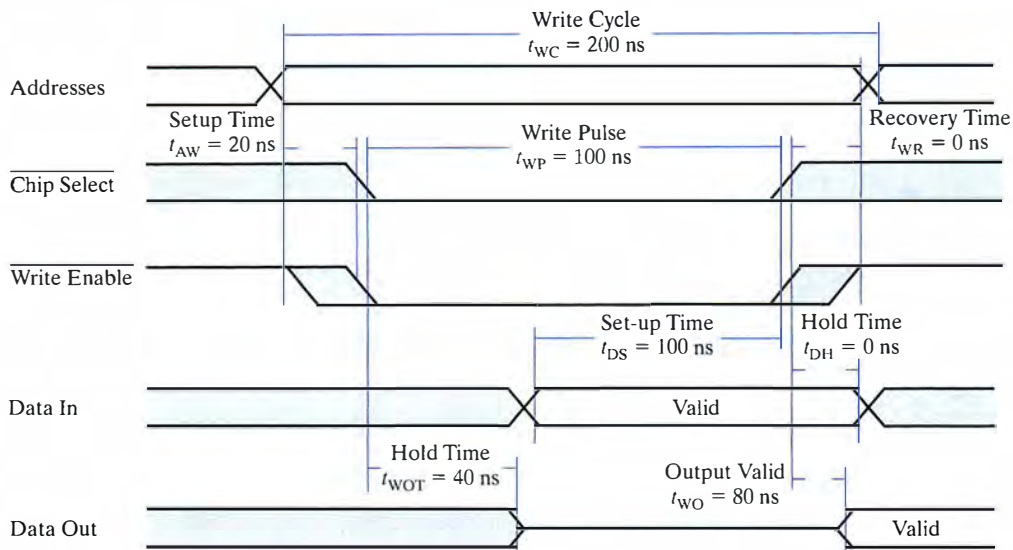 Write Cycle
tWC = 200 ns
Addresses
Setup Time
tAW = 20 ns
Write Pulse
tWP = 100 ns
Recovery Time
tWR = 0 ns
Chip Select
Write Enable
Set-up Time
tDS = 100 ns
Hold Time
tDH = 0 ns
Data In
Valid
Hold Time
tWOT = 40 ns
Output Valid
tWO = 80 ns
Data Out
Valid